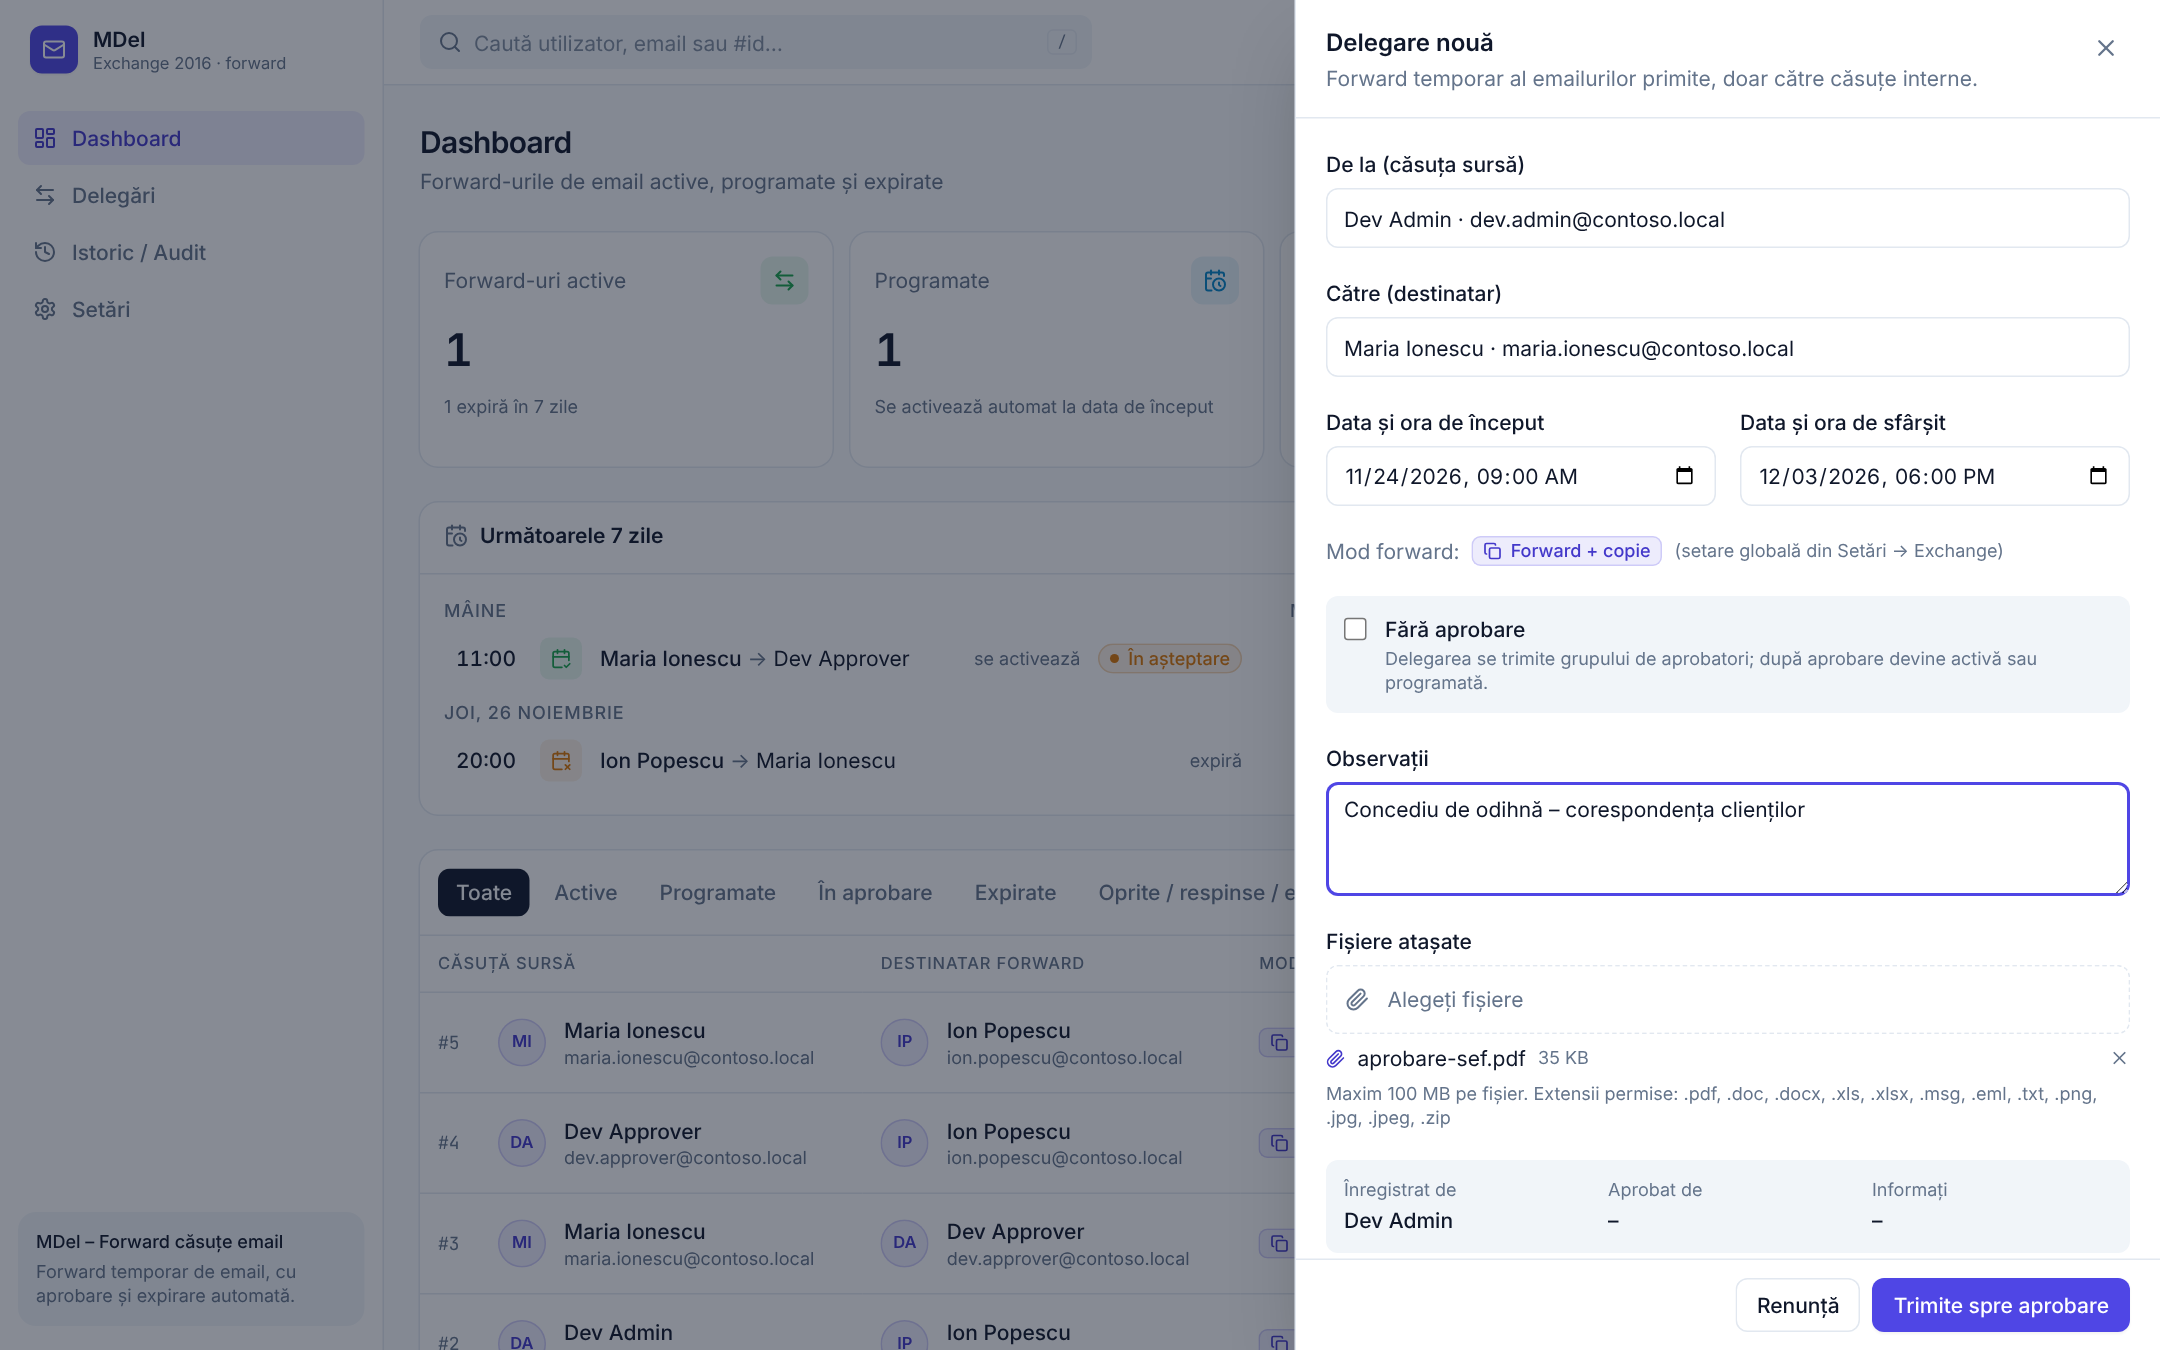 MDel
Exchange 2016 · forward
Dashboard
Delegări
Istoric / Audit
Setări
MDel – Forward căsuțe email
Forward temporar de email, cu
aprobare și expirare automată.
Caută utilizator, email sau #id...
/
Dashboard
Forward-urile de email active, programate și expirate
Forward-uri active
1
1 expiră în 7 zile
Programate
1
Se activează automat la data de început
Următoarele 7 zile
MÂINE
11:00 Maria Ionescu → Dev Approver se activează În așteptare
JOI, 26 NOIEMBRIE
20:00 Ion Popescu → Maria Ionescu expiră
Toate Active Programate În aprobare Expirate Oprite / respinse /
CĂSUȚĂ SURSĂ DESTINATAR FORWARD
#5 MI Maria Ionescu IP Ion Popescu
maria.ionescu@contoso.local ion.popescu@contoso.local
#4 DA Dev Approver IP Ion Popescu
dev.approver@contoso.local ion.popescu@contoso.local
#3 MI Maria Ionescu DA Dev Approver
maria.ionescu@contoso.local dev.approver@contoso.local
#2 DA Dev Admin IP Ion Popescu
Delegare nouă
Forward temporar al emailurilor primite, doar către căsuțe interne.
De la (căsuța sursă)
Dev Admin · dev.admin@contoso.local
Către (destinatar)
Maria Ionescu · maria.ionescu@contoso.local
Data și ora de început Data și ora de sfârșit
11/24/2026, 09:00 AM 12/03/2026, 06:00 PM
Mod forward: Forward + copie (setare globală din Setări → Exchange)
Fără aprobare
Delegarea se trimite grupului de aprobatori; după aprobare devine activă sau
programată.
Observații
Concediu de odihnă – corespondența clienților
Fișiere atașate
Alegeți fișiere
aprobare-sef.pdf 35 KB
Maxim 100 MB pe fișier. Extensii permise: .pdf, .doc, .docx, .xls, .xlsx, .msg, .eml, .txt, .png,
.jpg, .jpeg, .zip
Înregistrat de Aprobat de Informați
Dev Admin – –
Renunță Trimite spre aprobare